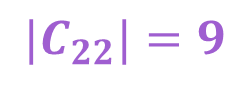 |C₂₂| = 9